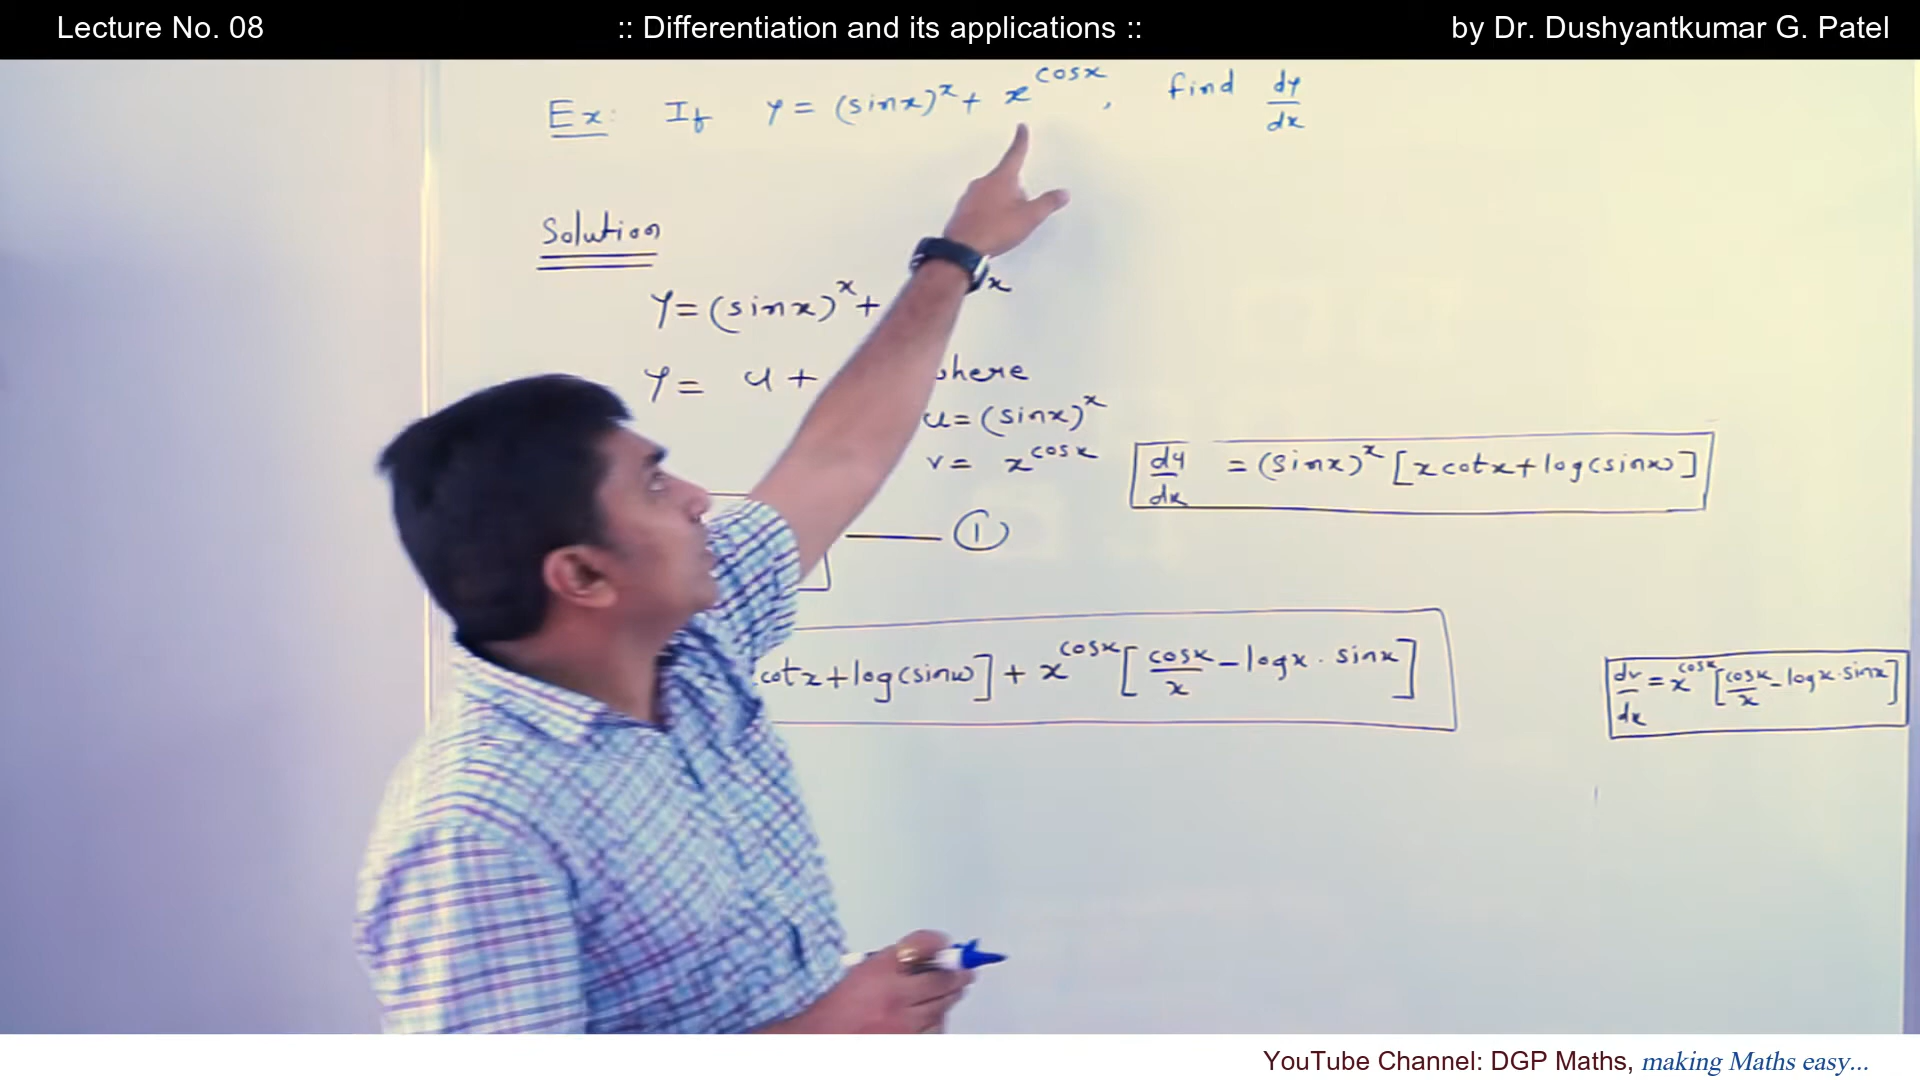 Lecture No. 08 :: Differentiation and its applications :: by Dr. Dushyantkumar G. Patel
Ex: If y = (sinx)^x + x^cosx , find dy/dx
Solution
y = (sinx)^x + x
y = u + where
u = (sinx)^x
v = x^cosx
du/dx = (sinx)^x [x cotx + log(sinx)]
①
cotx + log(sinx)] + x^cosx [cosx/x - logx · sinx]
dv/dx = x^cosx [cosx/x - logx · sinx]
YouTube Channel: DGP Maths, making Maths easy...